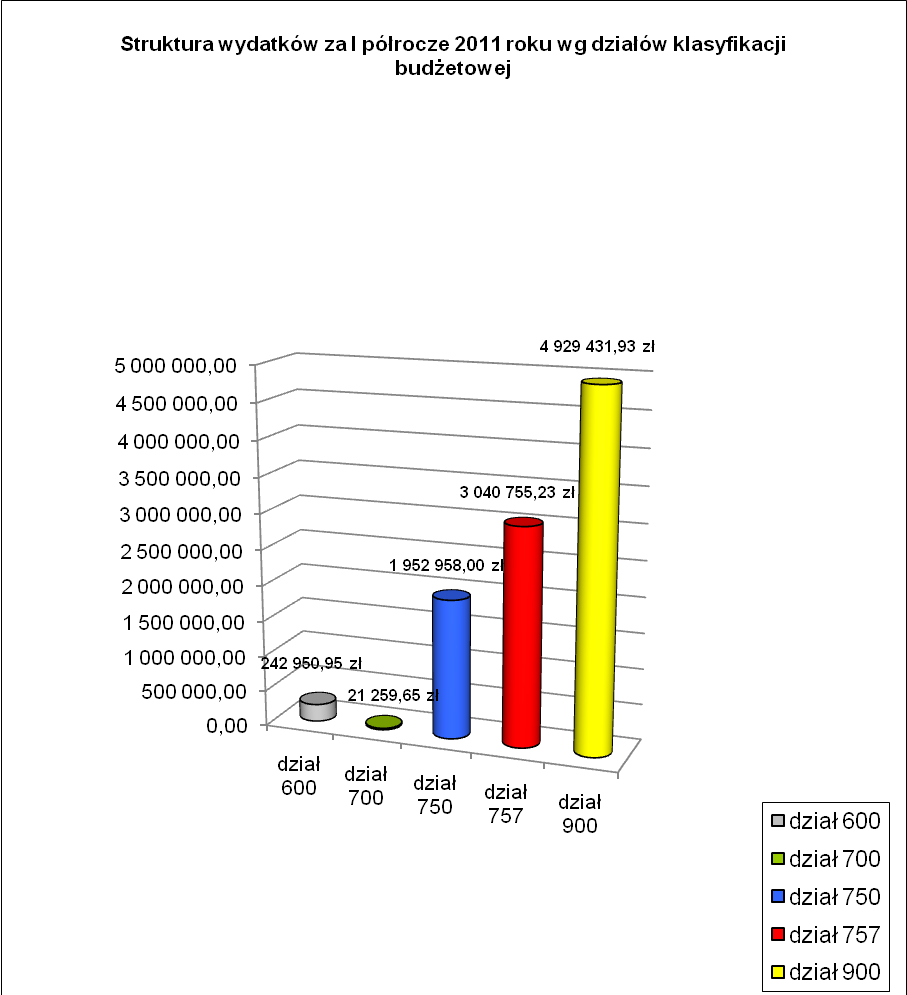 Struktura wydatków za I półrocze 2011 roku wg działów klasyfikacji
budżetowej
4 929 431,93 zł
5 000 000,00
4 500 000,00
4 000 000,00
3 500 000,00
3 040 755,23 zł
3 000 000,00
2 500 000,00
1 952 958,00 zł
2 000 000,00
1 500 000,00
1 000 000,00
242 950,95 zł
500 000,00
21 259,65 zł
0,00
dział
600
dział
700
dział
750
dział
757
dział
900
dział 600
dział 700
dział 750
dział 757
dział 900